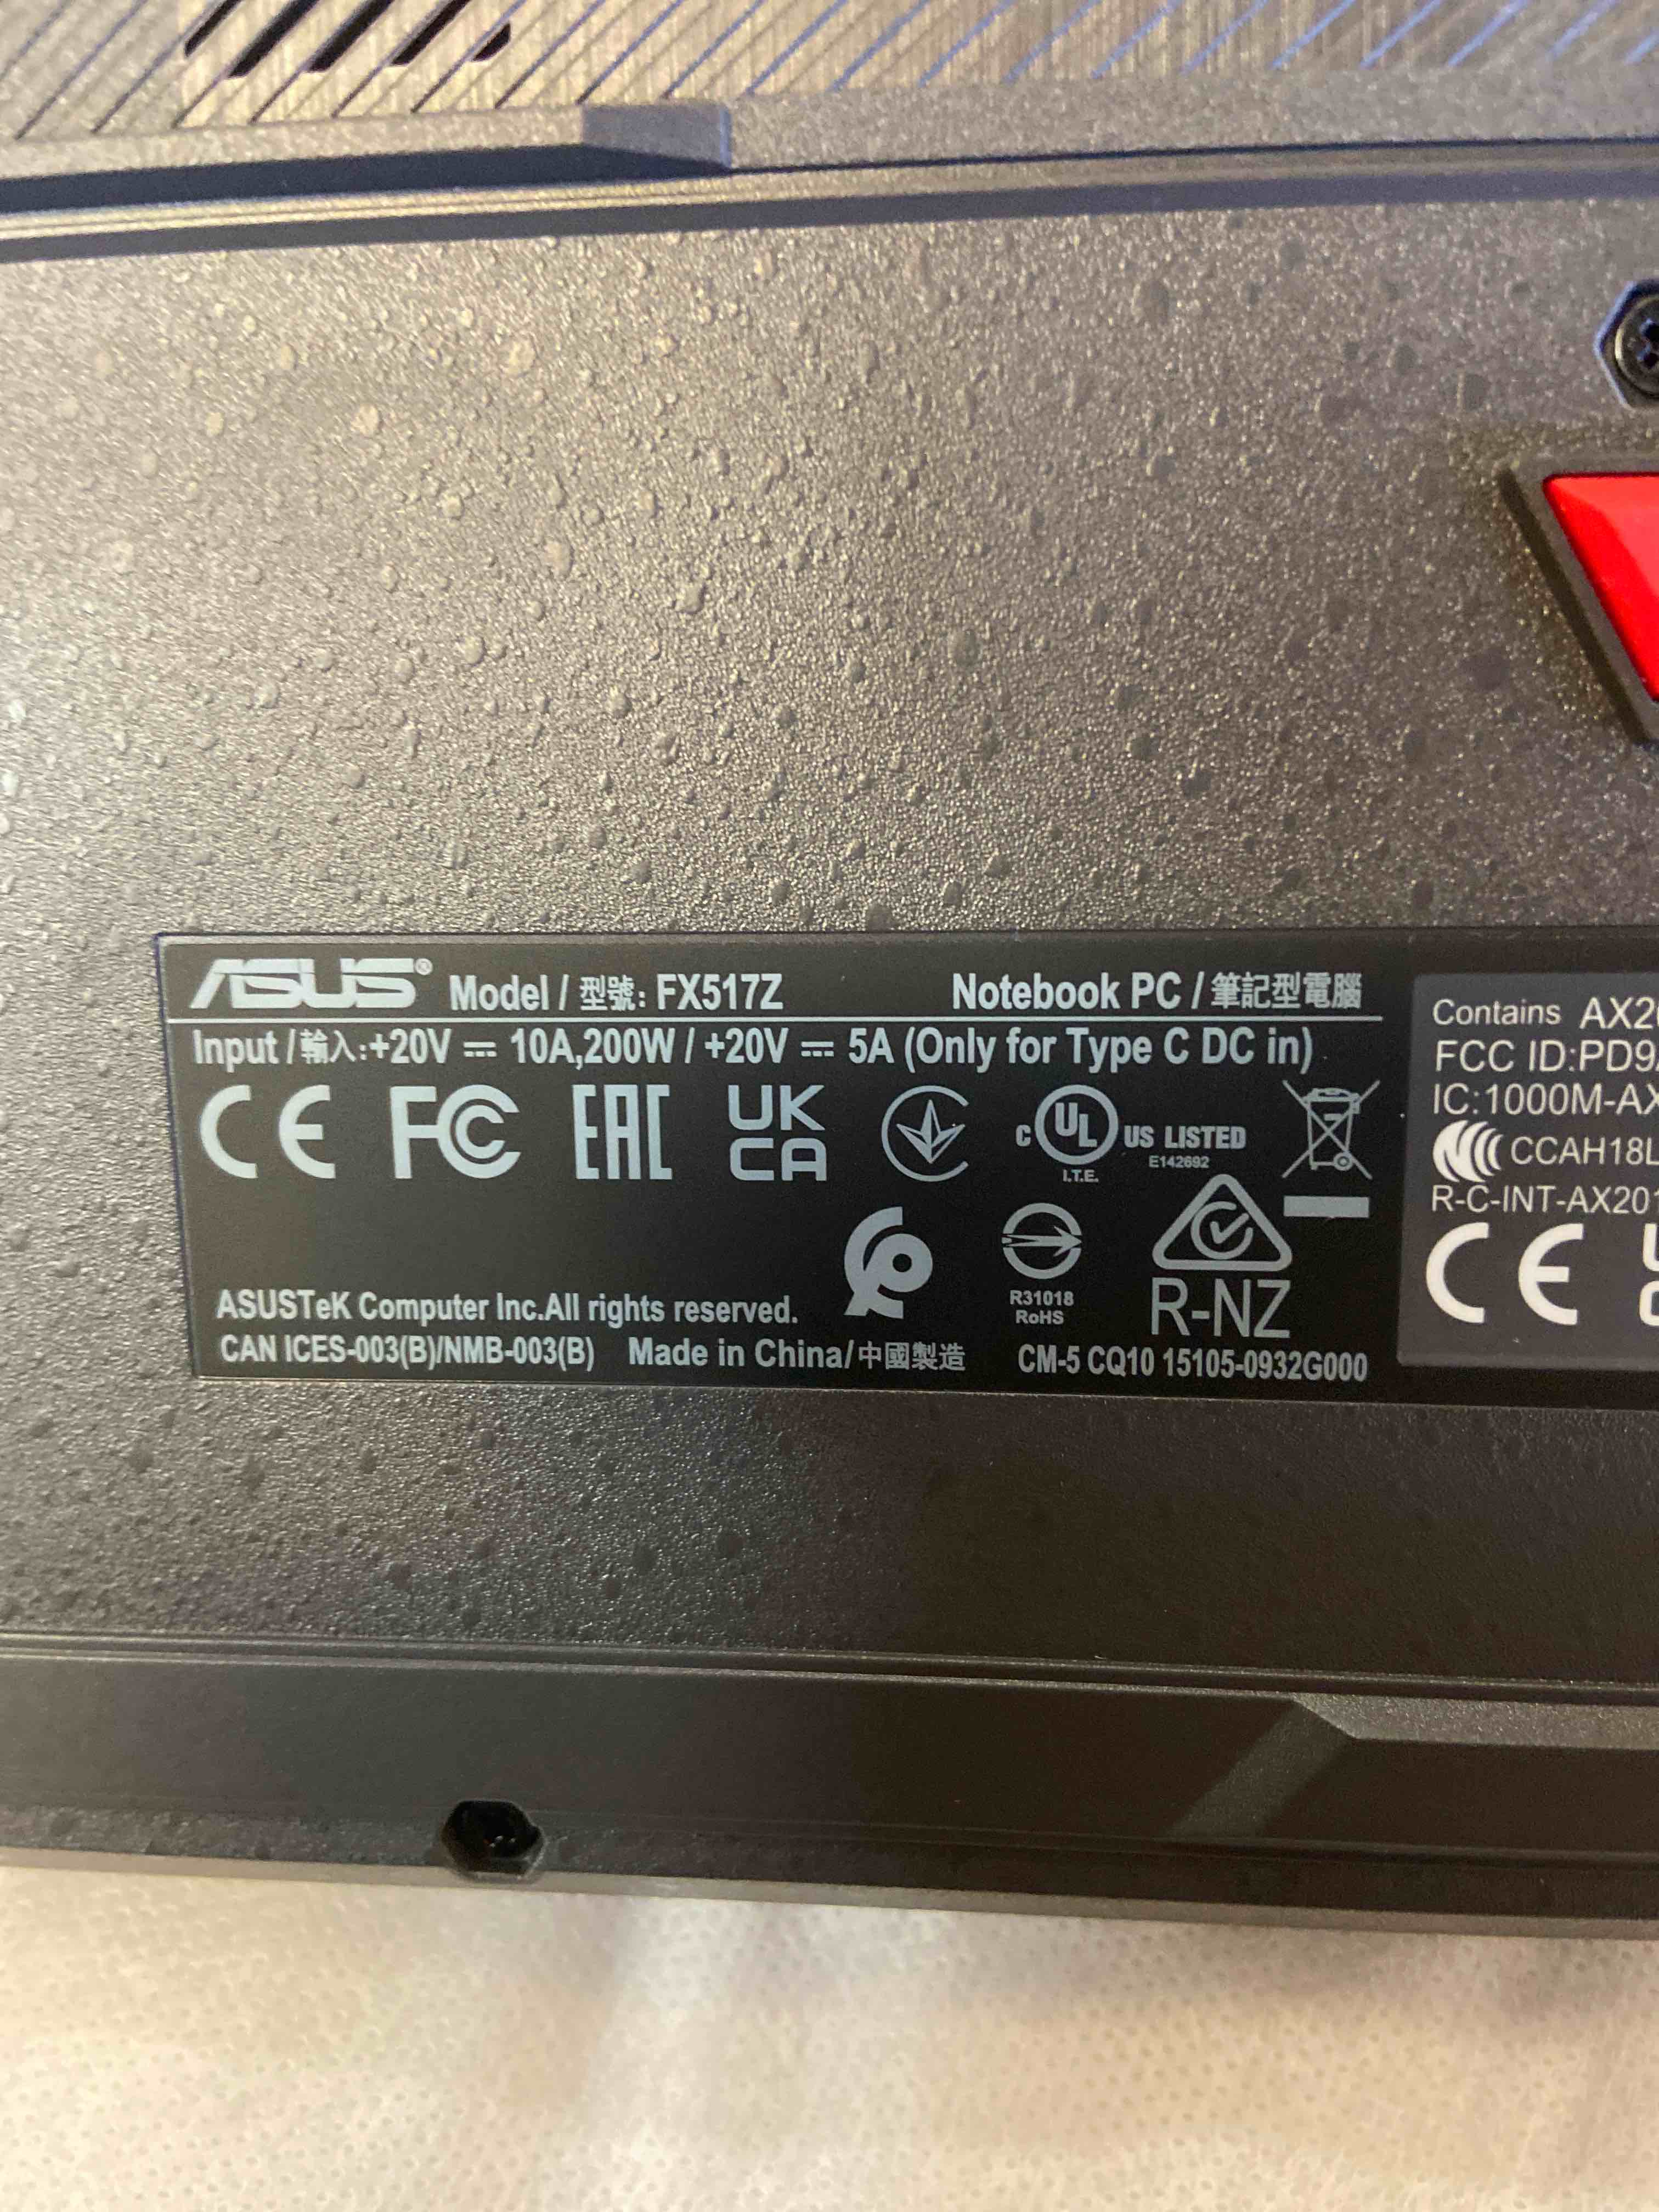 ASUS® Model / 型號: FX517Z Notebook PC / 筆記型電腦
Input / 輸入:+20V ⎓ 10A,200W / +20V ⎓ 5A (Only for Type C DC in)
CE FC EAC UK CA c UL US LISTED
I.T.E. E142692
R31018
RoHS
R-NZ
ASUSTeK Computer Inc.All rights reserved.
CAN ICES-003(B)/NMB-003(B) Made in China/中國製造 CM-5 CQ10 15105-0932G000
Contains AX20
FCC ID:PD9
IC:1000M-AX
CCAH18L
R-C-INT-AX201
CE